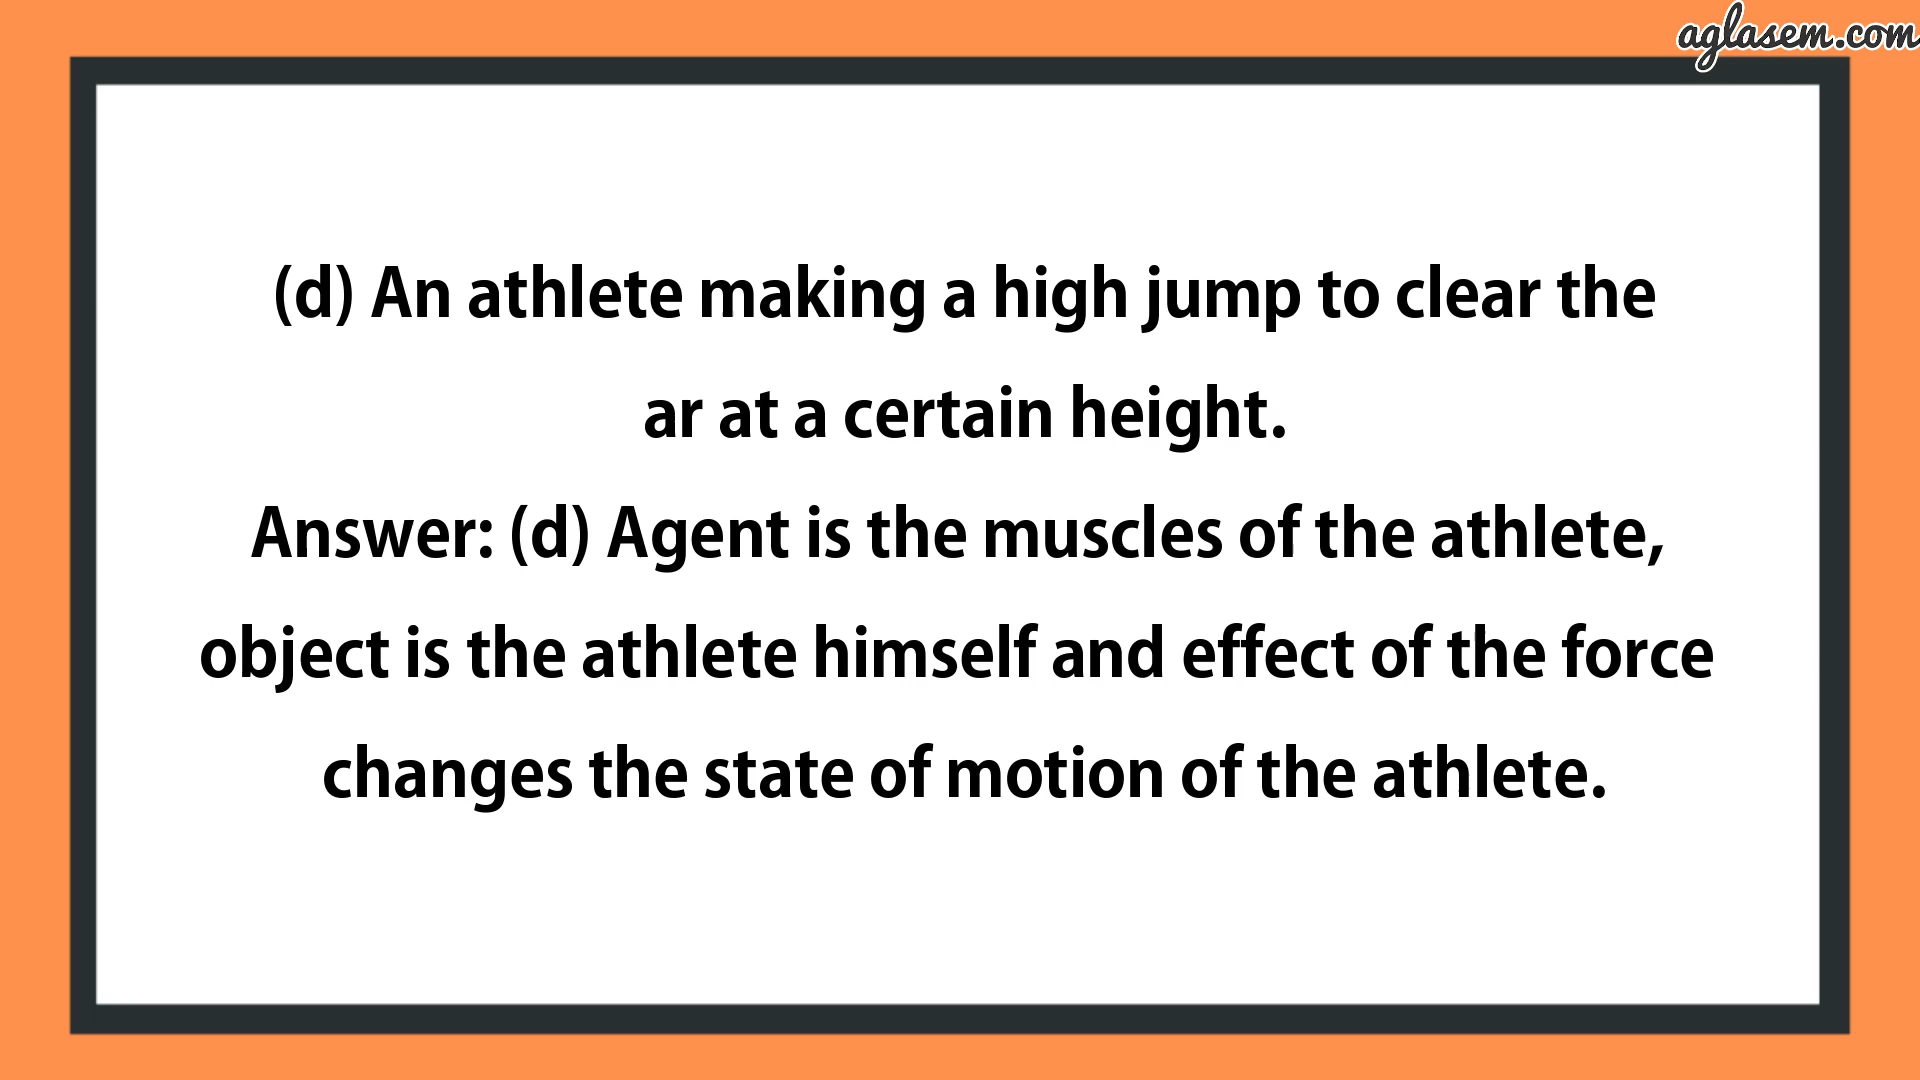 aglasem.com
(d) An athlete making a high jump to clear the
ar at a certain height.
Answer: (d) Agent is the muscles of the athlete,
object is the athlete himself and effect of the force
changes the state of motion of the athlete.